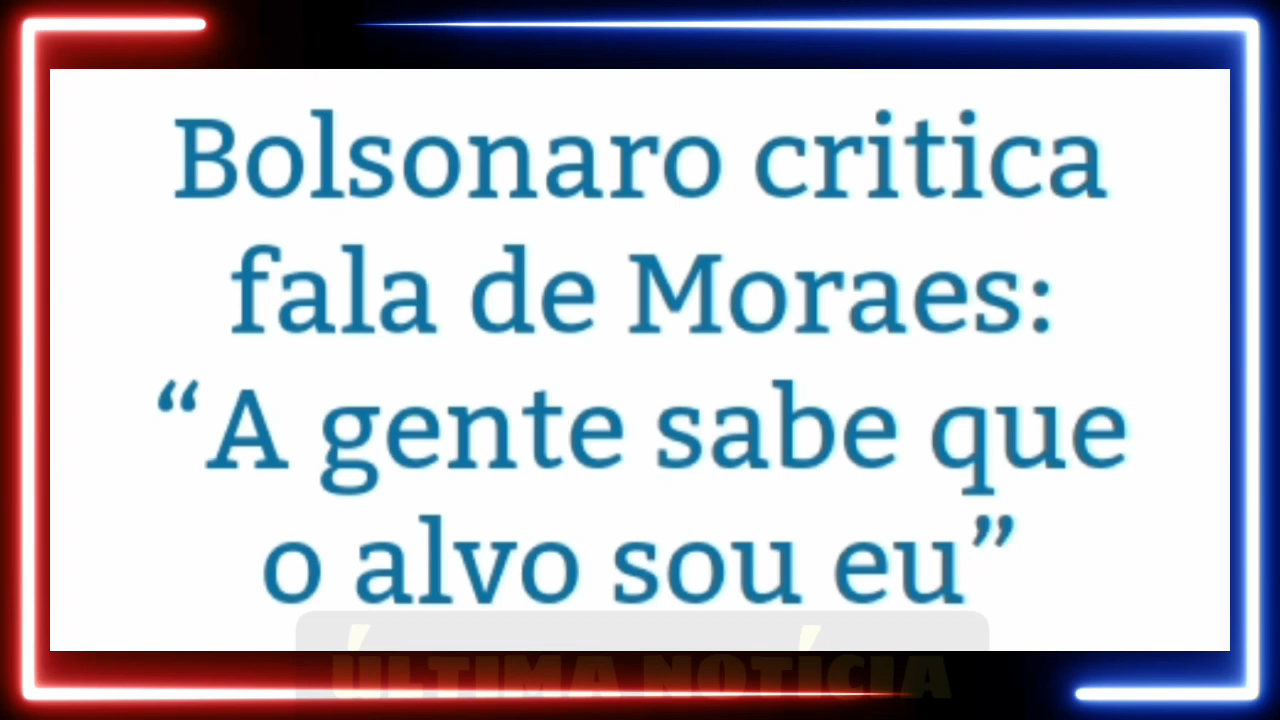 Bolsonaro critica
fala de Moraes:
“A gente sabe que
o alvo sou eu”
ÚLTIMA NOTÍCIA